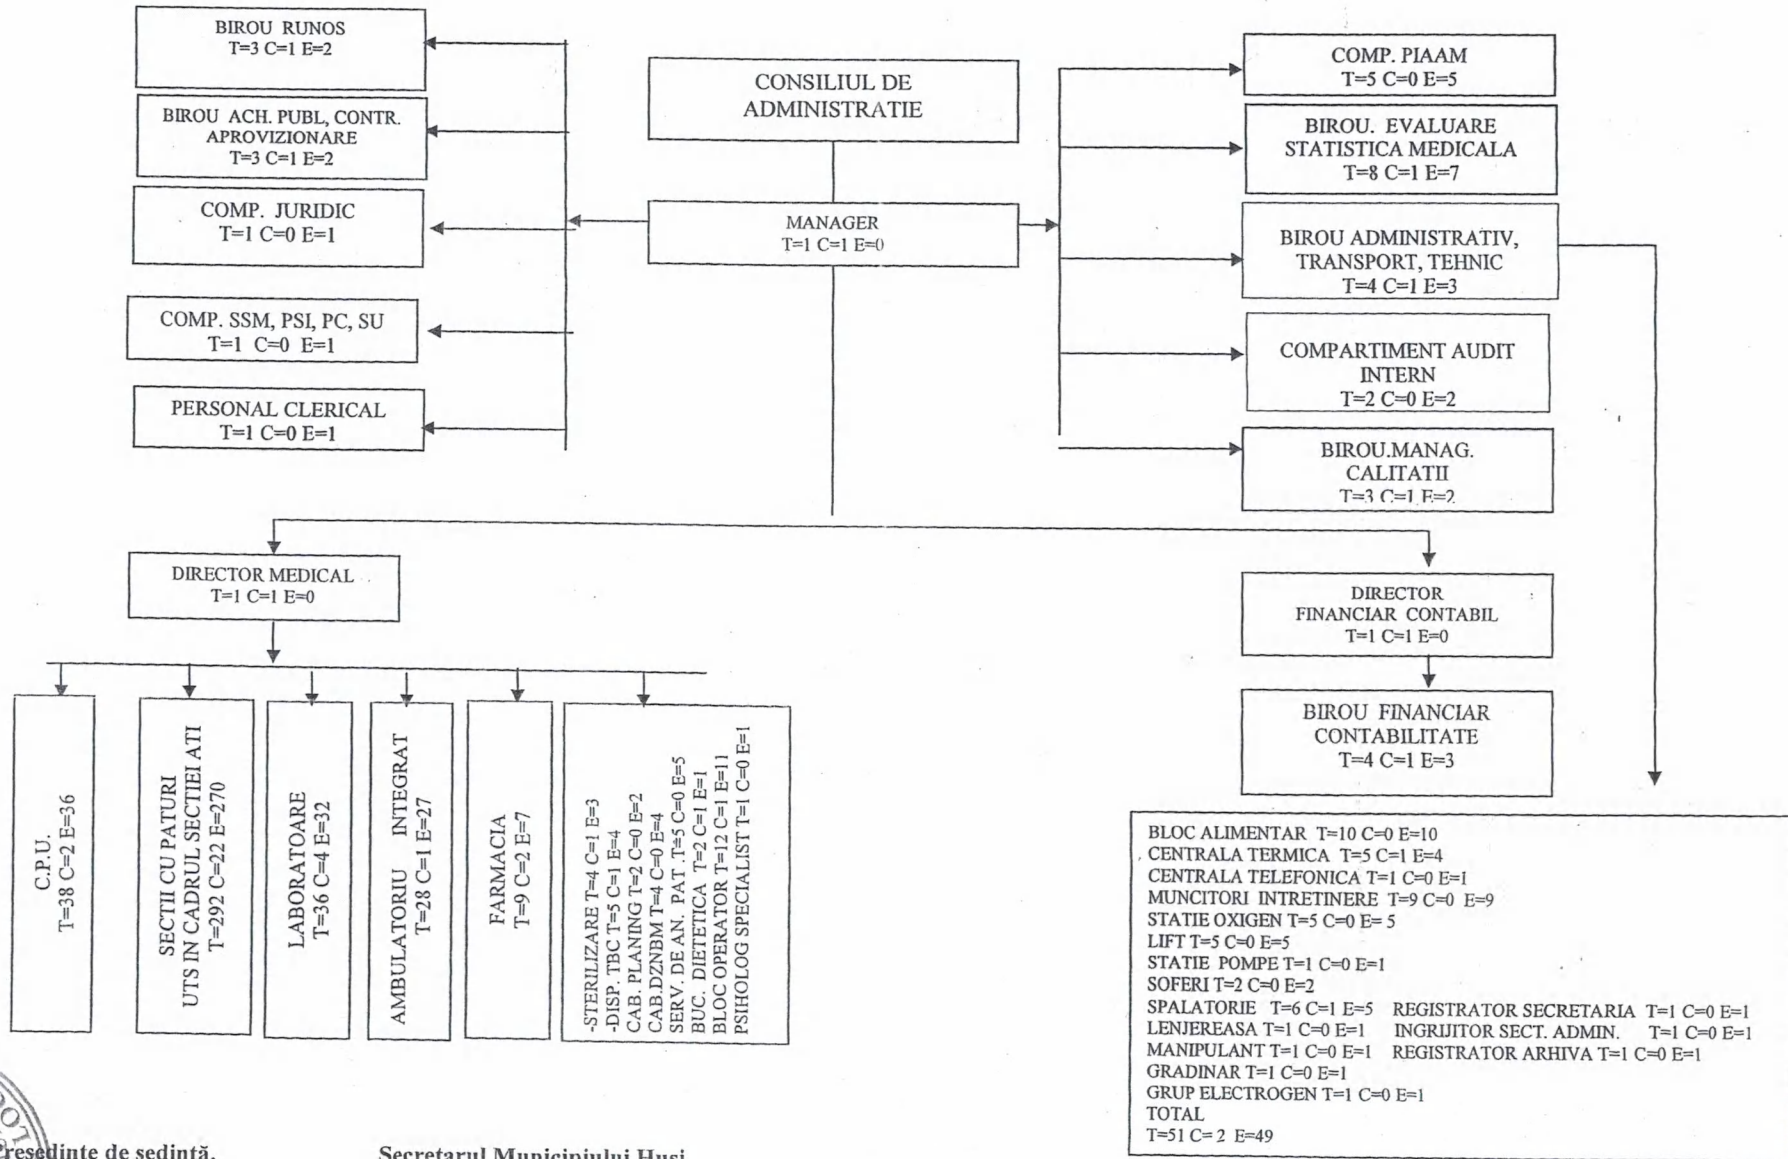 BIROU RUNOS
T=3 C=1 E=2
BIROU ACH. PUBL, CONTR.
APROVIZIONARE
T=3 C=1 E=2
COMP. JURIDIC
T=1 C=0 E=1
COMP. SSM, PSI, PC, SU
T=1 C=0 E=1
PERSONAL CLERICAL
T=1 C=0 E=1
CONSILIUL DE
ADMINISTRATIE
MANAGER
T=1 C=1 E=0
COMP. PIAAM
T=5 C=0 E=5
BIROU. EVALUARE
STATISTICA MEDICALA
T=8 C=1 E=7
BIROU ADMINISTRATIV,
TRANSPORT, TEHNIC
T=4 C=1 E=3
COMPARTIMENT AUDIT
INTERN
T=2 C=0 E=2
BIROU.MANAG.
CALITATII
T=3 C=1 E=2
DIRECTOR MEDICAL
T=1 C=1 E=0
DIRECTOR
FINANCIAR CONTABIL
T=1 C=1 E=0
BIROU FINANCIAR
CONTABILITATE
T=4 C=1 E=3
C.P.U.
T=38 C=2 E=36
SECTII CU PATURI
UTS IN CADRUL SECTIEI ATI
T=292 C=22 E=270
LABORATOARE
T=36 C=4 E=32
AMBULATORIU INTEGRAT
T=28 C=1 E=27
FARMACIA
T=9 C=2 E=7
-STERILIZARE T=4 C=1 E=3
-DISP. TBC T=5 C=1 E=4
CAB. PLANING T=2 C=0 E=2
CAB.DZNBM T=4 C=0 E=4
SERV. DE AN. PAT .T=5 C=0 E=5
BUC. DIETETICA T=2 C=1 E=1
BLOC OPERATOR T=12 C=1 E=11
PSIHOLOG SPECIALIST T=1 C=0 E=1
BLOC ALIMENTAR T=10 C=0 E=10
CENTRALA TERMICA T=5 C=1 E=4
CENTRALA TELEFONICA T=1 C=0 E=1
MUNCITORI INTRETINERE T=9 C=0 E=9
STATIE OXIGEN T=5 C=0 E= 5
LIFT T=5 C=0 E=5
STATIE POMPE T=1 C=0 E=1
SOFERI T=2 C=0 E=2
SPALATORIE T=6 C=1 E=5 REGISTRATOR SECRETARIA T=1 C=0 E=1
LENJEREASA T=1 C=0 E=1 INGRIJITOR SECT. ADMIN. T=1 C=0 E=1
MANIPULANT T=1 C=0 E=1 REGISTRATOR ARHIVA T=1 C=0 E=1
GRADINAR T=1 C=0 E=1
GRUP ELECTROGEN T=1 C=0 E=1
TOTAL
T=51 C= 2 E=49
Președinte de ședință, Secretarul Municipiului Huși